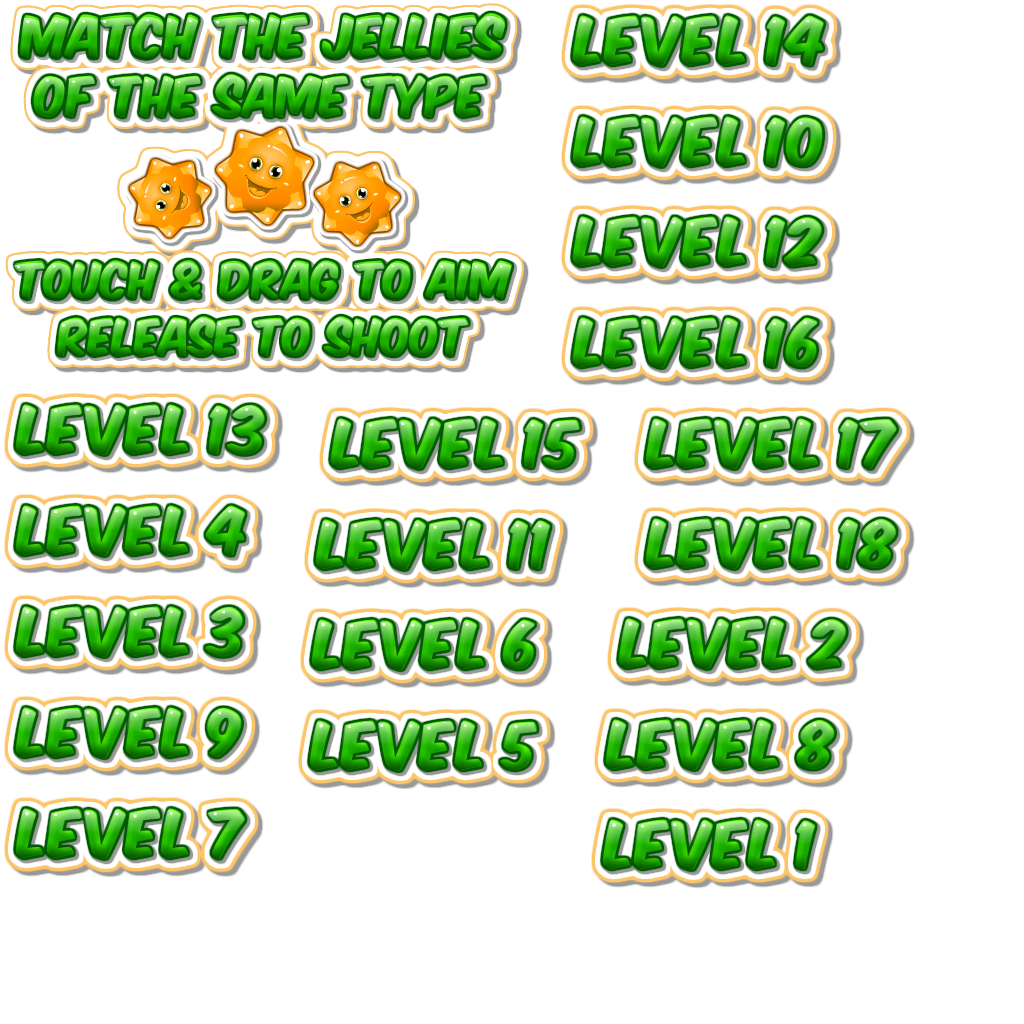 MATCH THE JELLIES
OF THE SAME TYPE
TOUCH & DRAG TO AIM
RELEASE TO SHOOT
LEVEL 14
LEVEL 10
LEVEL 12
LEVEL 16
LEVEL 13
LEVEL 15
LEVEL 17
LEVEL 4
LEVEL 11
LEVEL 18
LEVEL 3
LEVEL 6
LEVEL 2
LEVEL 9
LEVEL 5
LEVEL 8
LEVEL 7
LEVEL 1